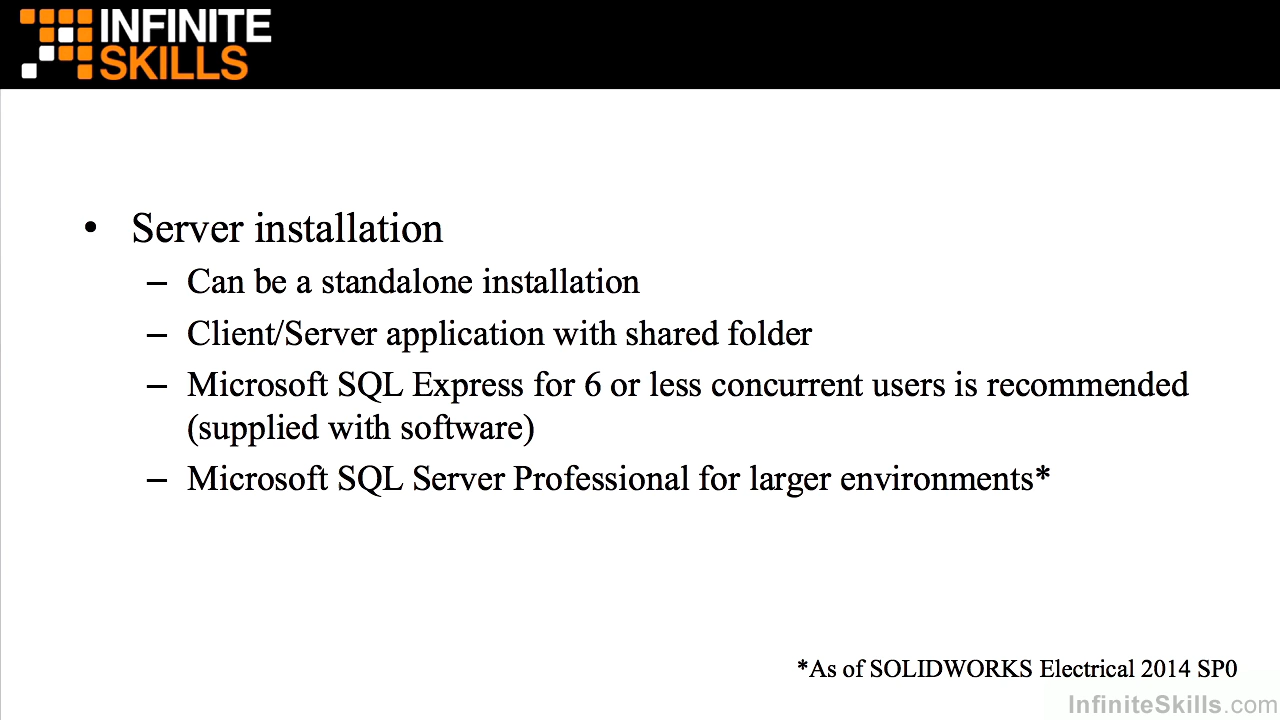 INFINITE
SKILLS
• Server installation
– Can be a standalone installation
– Client/Server application with shared folder
– Microsoft SQL Express for 6 or less concurrent users is recommended
(supplied with software)
– Microsoft SQL Server Professional for larger environments*
*As of SOLIDWORKS Electrical 2014 SP0
InfiniteSkills.com